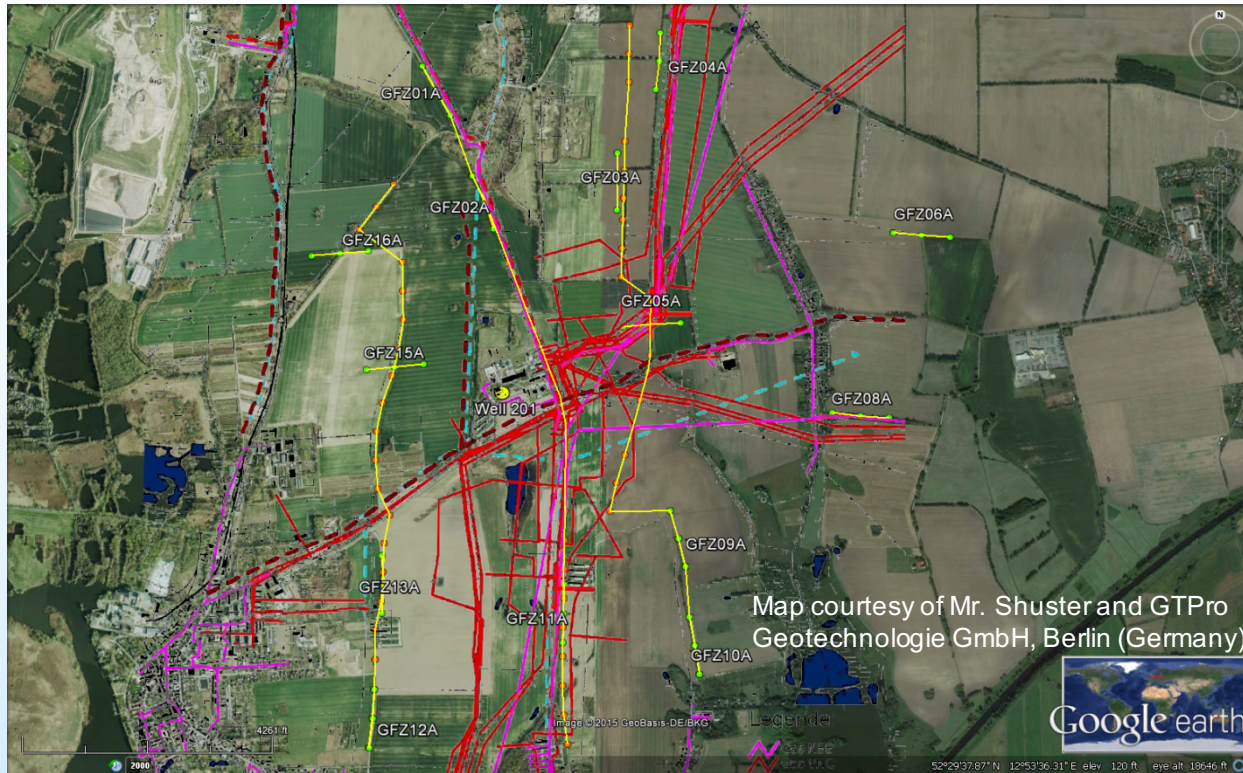 N
GFZ04A
GFZ01A
GFZ03A
GFZ02A
GFZ06A
GFZ16A
GFZ05A
GFZ15A
GFZ08A
Well 201
GFZ09A
GFZ13A
Map courtesy of Mr. Shuster and GTPro
Geotechnologie GmbH, Berlin (Germany)
GFZ11A
GFZ10A
Legende
Image © 2015 GeoBasis-DE/BKG
GFZ12A
4261 ft
Google earth
2000
52°29'37.87" N 12°53'36.31" E elev 120 ft eye alt 18646 ft